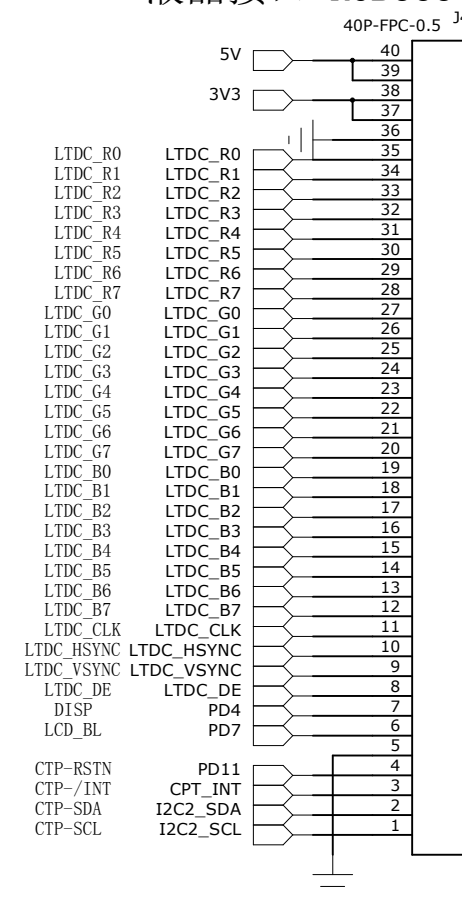 40P-FPC-0.5
5V 40
39
3V3 38
37
36
35
LTDC_R0 LTDC_R0
LTDC_R1 LTDC_R1 34
LTDC_R2 LTDC_R2 33
LTDC_R3 LTDC_R3 32
LTDC_R4 LTDC_R4 31
LTDC_R5 LTDC_R5 30
LTDC_R6 LTDC_R6 29
LTDC_R7 LTDC_R7 28
LTDC_G0 LTDC_G0 27
LTDC_G1 LTDC_G1 26
LTDC_G2 LTDC_G2 25
LTDC_G3 LTDC_G3 24
LTDC_G4 LTDC_G4 23
LTDC_G5 LTDC_G5 22
LTDC_G6 LTDC_G6 21
LTDC_G7 LTDC_G7 20
LTDC_B0 LTDC_B0 19
LTDC_B1 LTDC_B1 18
LTDC_B2 LTDC_B2 17
LTDC_B3 LTDC_B3 16
LTDC_B4 LTDC_B4 15
LTDC_B5 LTDC_B5 14
LTDC_B6 LTDC_B6 13
LTDC_B7 LTDC_B7 12
LTDC_CLK LTDC_CLK 11
LTDC_HSYNC LTDC_HSYNC 10
LTDC_VSYNC LTDC_VSYNC 9
LTDC_DE LTDC_DE 8
DISP PD4 7
LCD_BL PD7 6
5
CTP-RSTN PD11 4
CTP-/INT CPT_INT 3
CTP-SDA I2C2_SDA 2
CTP-SCL I2C2_SCL 1